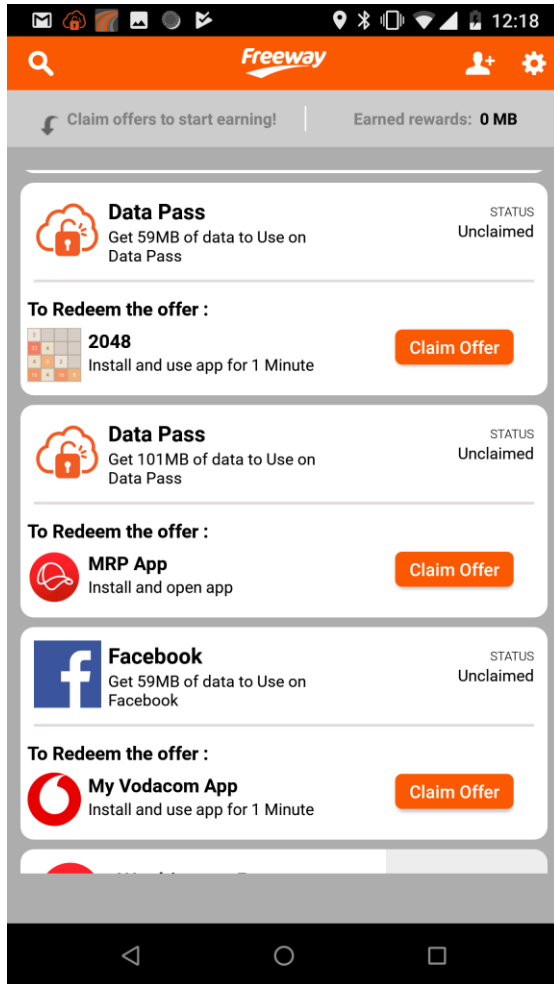 12:18
Freeway
Claim offers to start earning!
Earned rewards: 0 MB
Data Pass
Get 59MB of data to Use on
Data Pass
STATUS
Unclaimed
To Redeem the offer :
2048
Install and use app for 1 Minute
Claim Offer
Data Pass
Get 101MB of data to Use on
Data Pass
STATUS
Unclaimed
To Redeem the offer :
MRP App
Install and open app
Claim Offer
Facebook
Get 59MB of data to Use on
Facebook
STATUS
Unclaimed
To Redeem the offer :
My Vodacom App
Install and use app for 1 Minute
Claim Offer